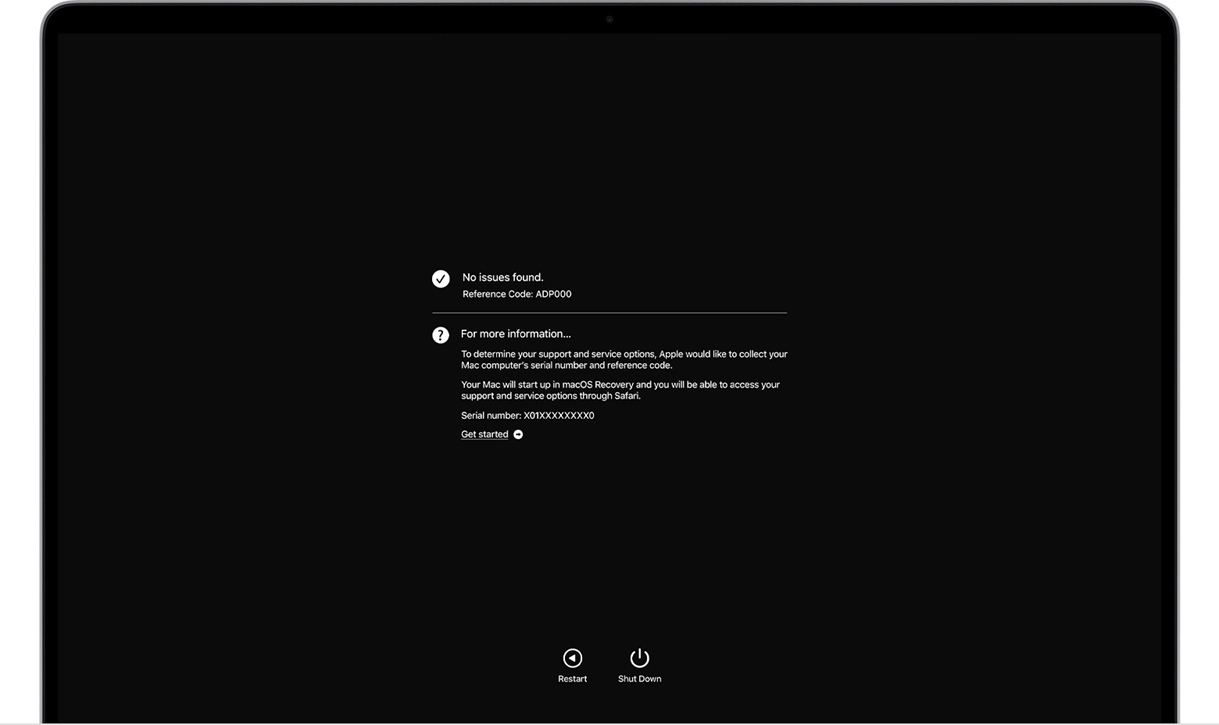 No issues found.
Reference Code: ADP000
?
For more information...
To determine your support and service options, Apple would like to collect your
Mac computer's serial number and reference code.
Your Mac will start up in macOS Recovery and you will be able to access your
support and service options through Safari.
Serial number: X01XXXXXXXX0
Get started
Restart
Shut Down